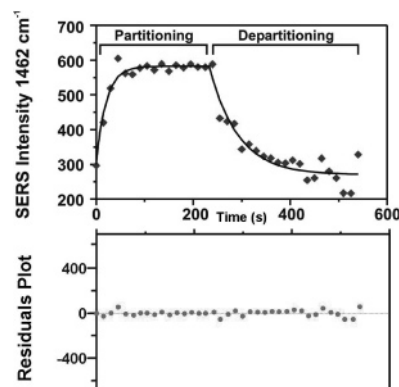 Partitioning Departitioning
SERS Intensity 1462 cm⁻¹
700
600
500
400
300
200
0 200 400 600
Time (s)
Residuals Plot
400
0
-400